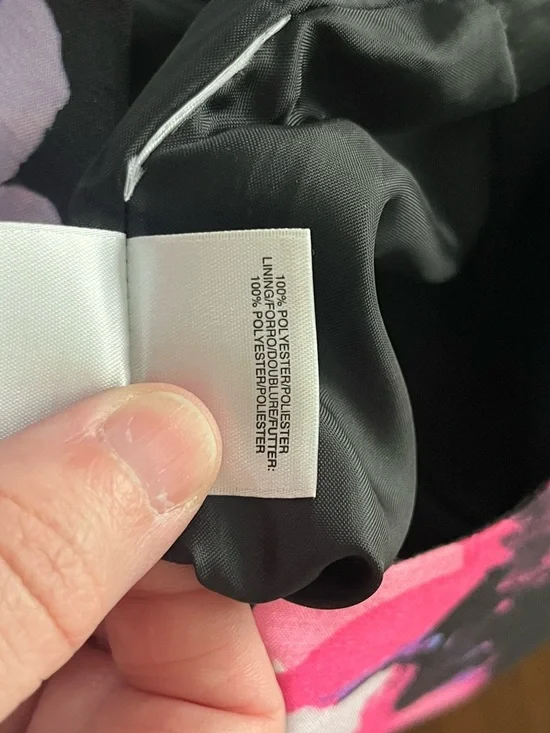 100% POLYESTER/POLIESTER
LINING/FORRO/DOUBLURE/FUTTER:
100% POLYESTER/POLIESTER